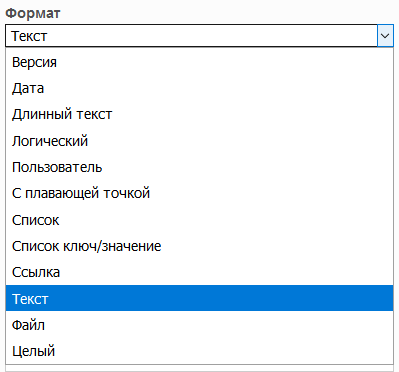 Формат
Текст
Версия
Дата
Длинный текст
Логический
Пользователь
С плавающей точкой
Список
Список ключ/значение
Ссылка
Текст
Файл
Целый